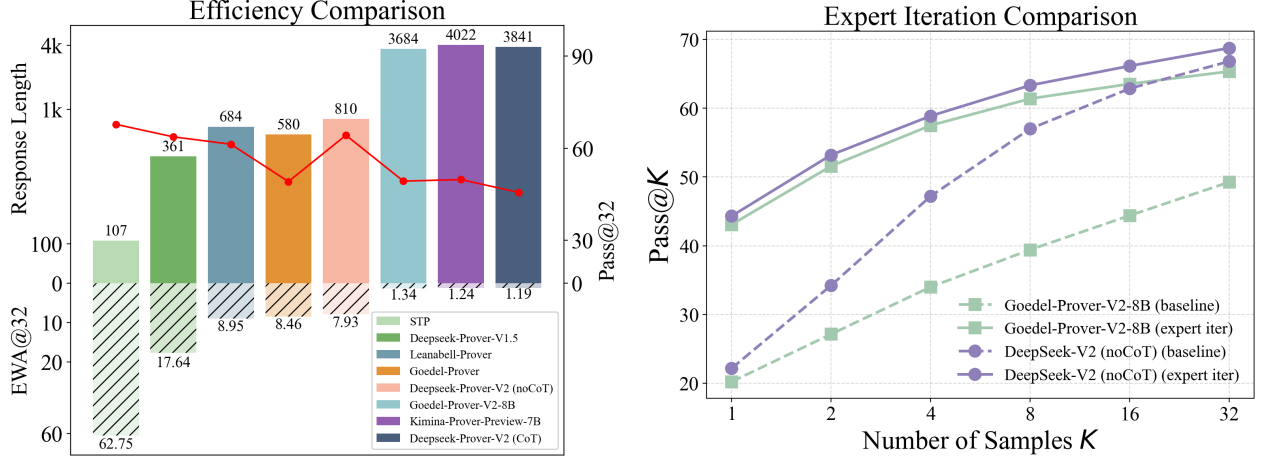 Efficiency Comparison
Response Length
EWA@32
4k
1k
100
0
10
20
60
107
361
684
580
810
3684
4022
3841
62.75
17.64
8.95
8.46
7.93
1.34
1.24
1.19
90
60
30
0
Pass@32
STP
Deepseek-Prover-V1.5
Leanabell-Prover
Goedel-Prover
Deepseek-Prover-V2 (noCoT)
Goedel-Prover-V2-8B
Kimina-Prover-Preview-7B
Deepseek-Prover-V2 (CoT)
Expert Iteration Comparison
Pass@K
70
60
50
40
30
20
Goedel-Prover-V2-8B (baseline)
Goedel-Prover-V2-8B (expert iter)
DeepSeek-V2 (noCoT) (baseline)
DeepSeek-V2 (noCoT) (expert iter)
1 2 4 8 16 32
Number of Samples K